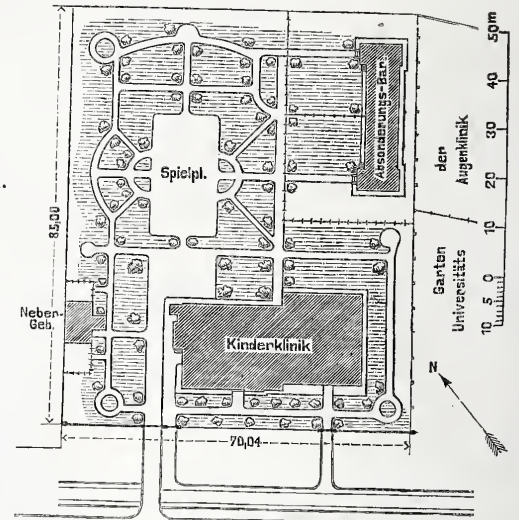 Spielpl.
Absonderungs-Bar.
85,00
Neben-
Geb.
Kinderklinik
70,04
Garten der
Universitäts Augenklinik
10 5 0 10 20 30 40 50m
N